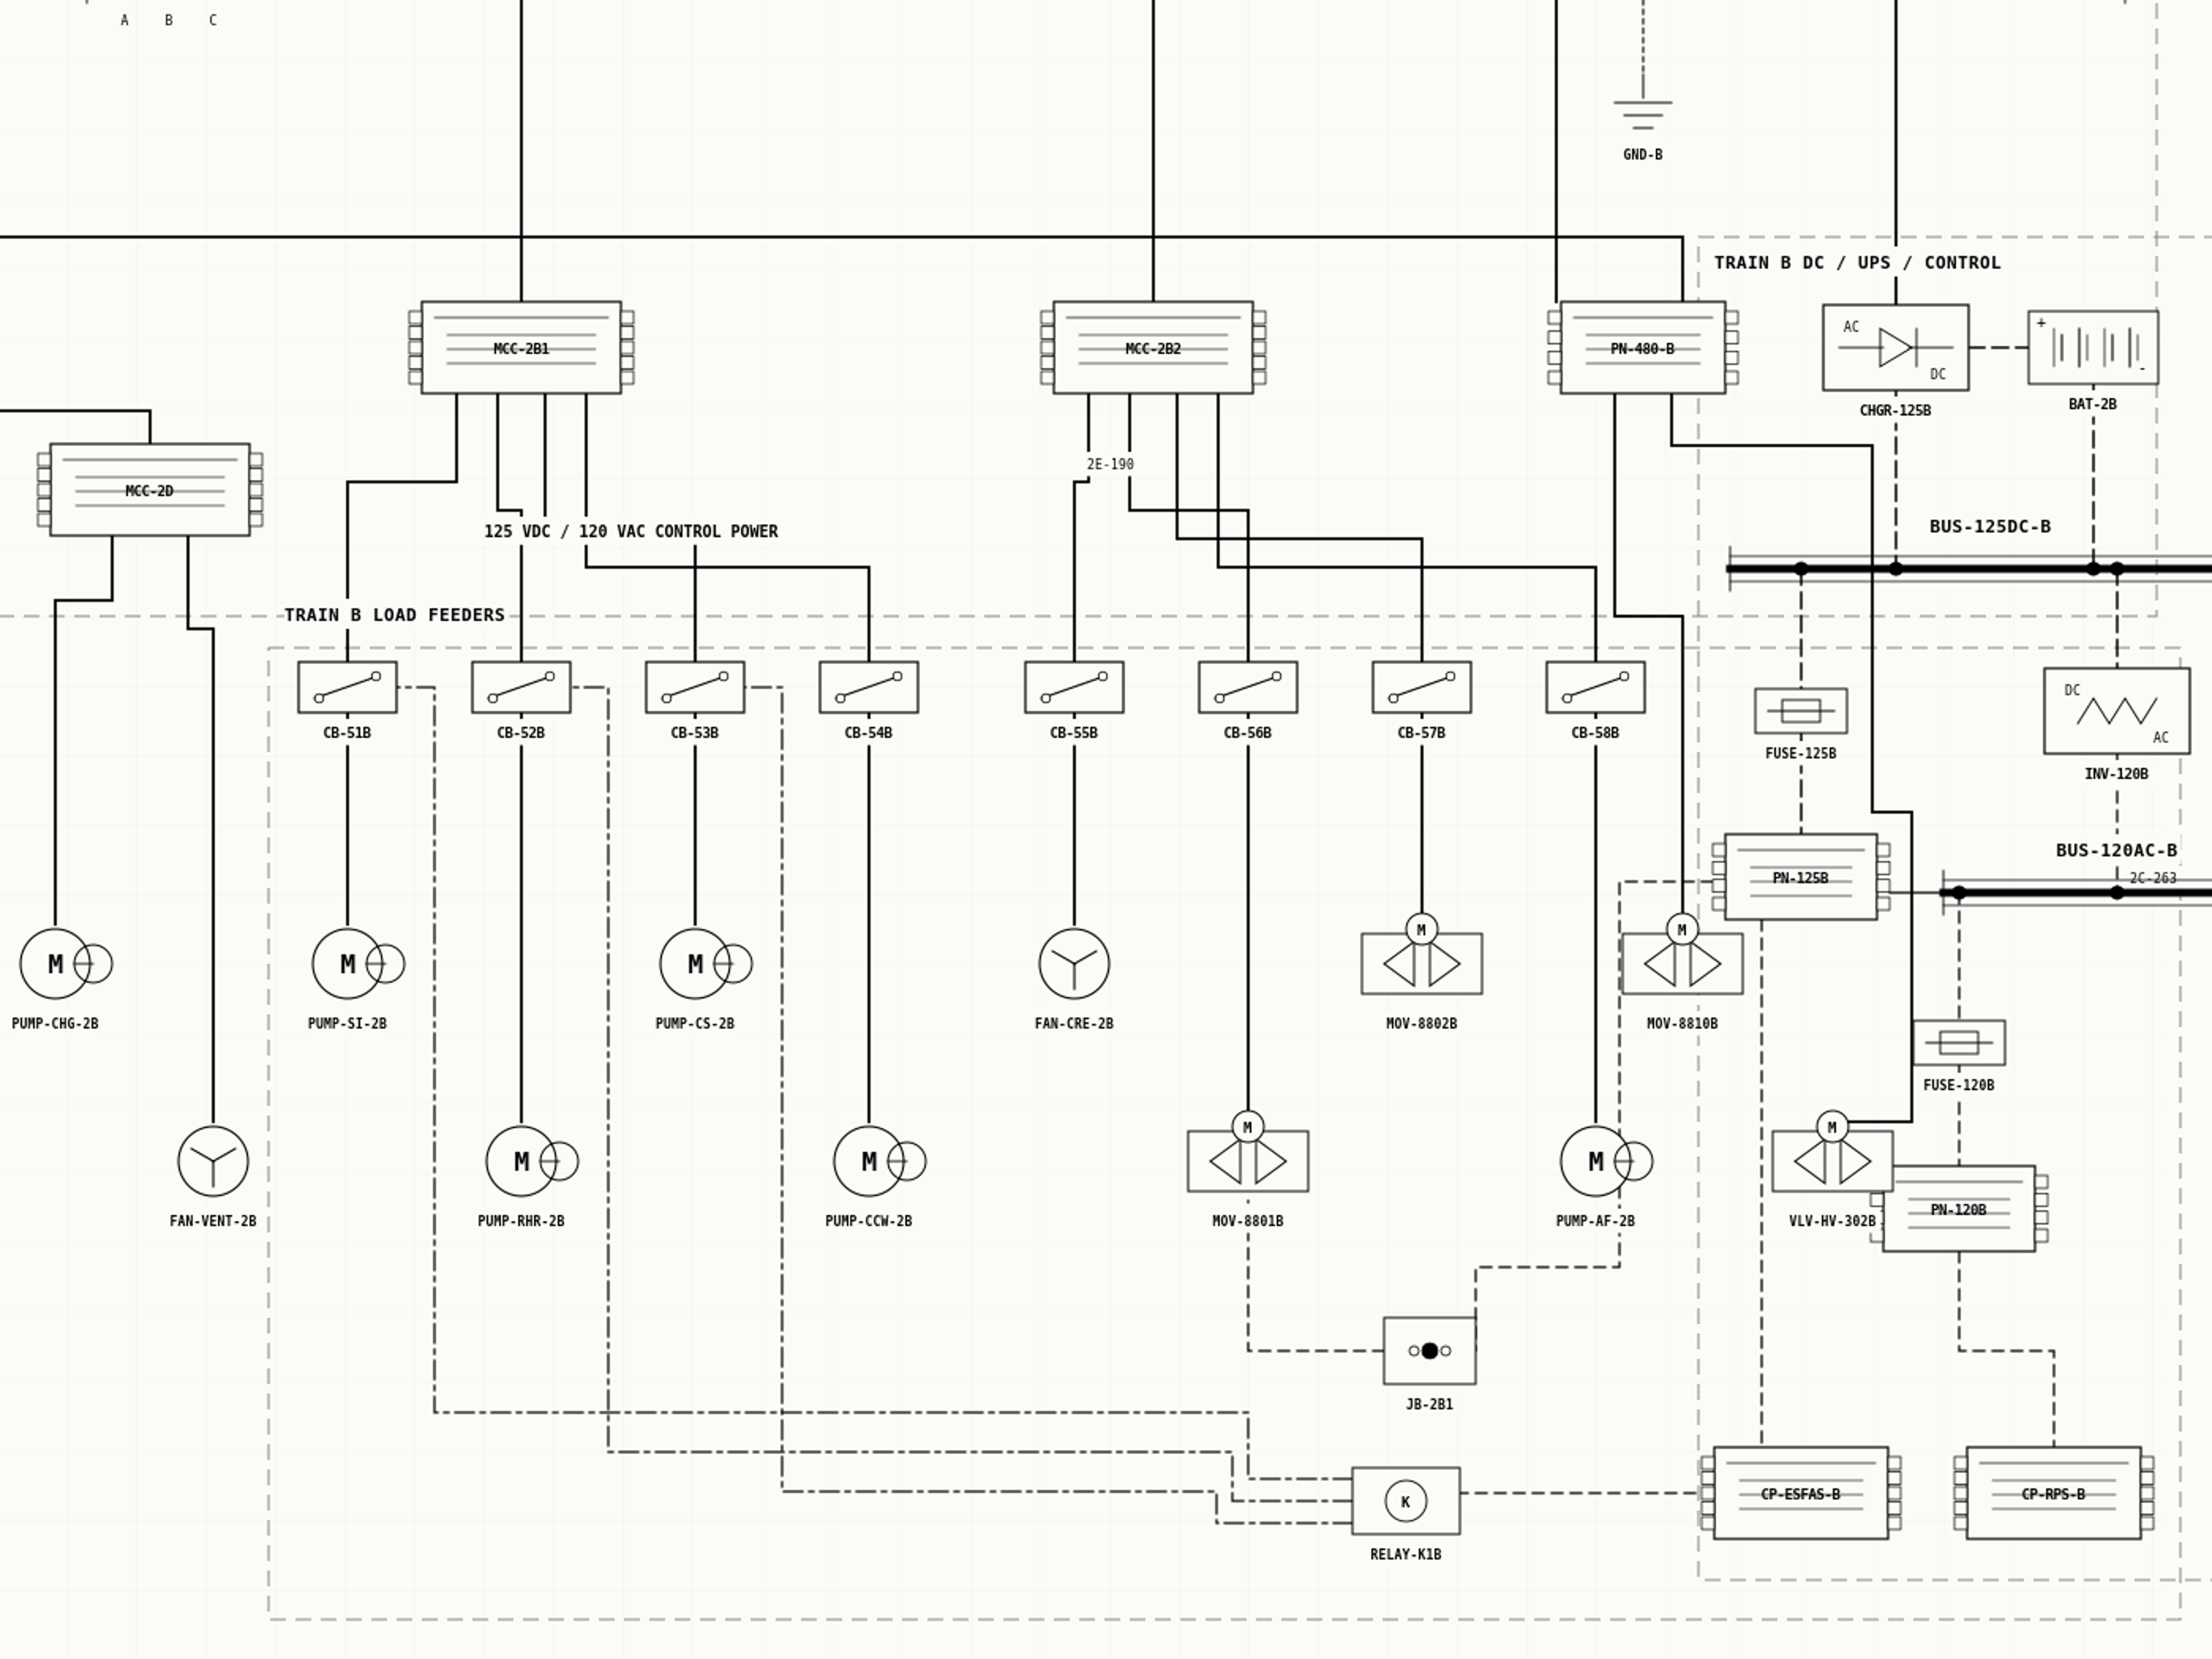 A B C
GND-B
TRAIN B DC / UPS / CONTROL
MCC-2B1
MCC-2B2
PN-480-B
AC
DC
CHGR-125B
+
-
BAT-2B
MCC-2D
2E-190
125 VDC / 120 VAC CONTROL POWER
BUS-125DC-B
TRAIN B LOAD FEEDERS
CB-51B
CB-52B
CB-53B
CB-54B
CB-55B
CB-56B
CB-57B
CB-58B
FUSE-125B
DC
AC
INV-120B
BUS-120AC-B
2C-263
PN-125B
M
M
M
M
M
M
M
PUMP-CHG-2B
PUMP-SI-2B
PUMP-CS-2B
FAN-CRE-2B
MOV-8802B
MOV-8810B
FUSE-120B
M
M
M
M
FAN-VENT-2B
PUMP-RHR-2B
PUMP-CCW-2B
MOV-8801B
PUMP-AF-2B
VLV-HV-302B
PN-120B
JB-2B1
K
RELAY-K1B
CP-ESFAS-B
CP-RPS-B